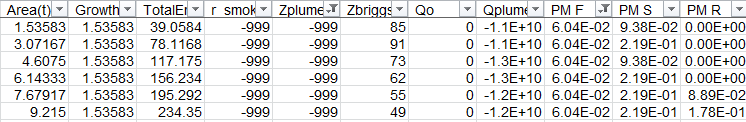 Area(t) Growth TotalEr r_smok Zplume Zbriggs Qo Qplume PM F PM S PM R
1.53583 1.53583 39.0584 -999 -999 85 0 -1.1E+10 6.04E-02 9.38E-02 0.00E+00
3.07167 1.53583 78.1168 -999 -999 91 0 -1.1E+10 6.04E-02 2.19E-01 0.00E+00
4.6075 1.53583 117.175 -999 -999 73 0 -1.3E+10 6.04E-02 9.38E-02 0.00E+00
6.14333 1.53583 156.234 -999 -999 62 0 -1.3E+10 6.04E-02 2.19E-01 0.00E+00
7.67917 1.53583 195.292 -999 -999 55 0 -1.2E+10 6.04E-02 2.19E-01 8.89E-02
9.215 1.53583 234.35 -999 -999 49 0 -1.2E+10 6.04E-02 2.19E-01 1.78E-01